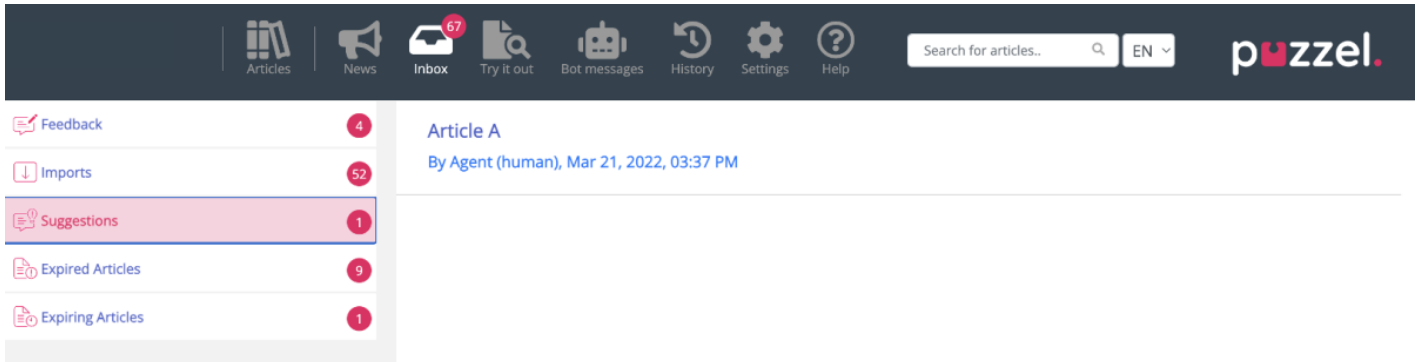 67
Articles
News
Inbox
Try it out
Bot messages
History
Settings
Help
Search for articles..
EN
puzzel.
Feedback
4
Imports
52
Suggestions
1
Expired Articles
9
Expiring Articles
1
Article A
By Agent (human), Mar 21, 2022, 03:37 PM